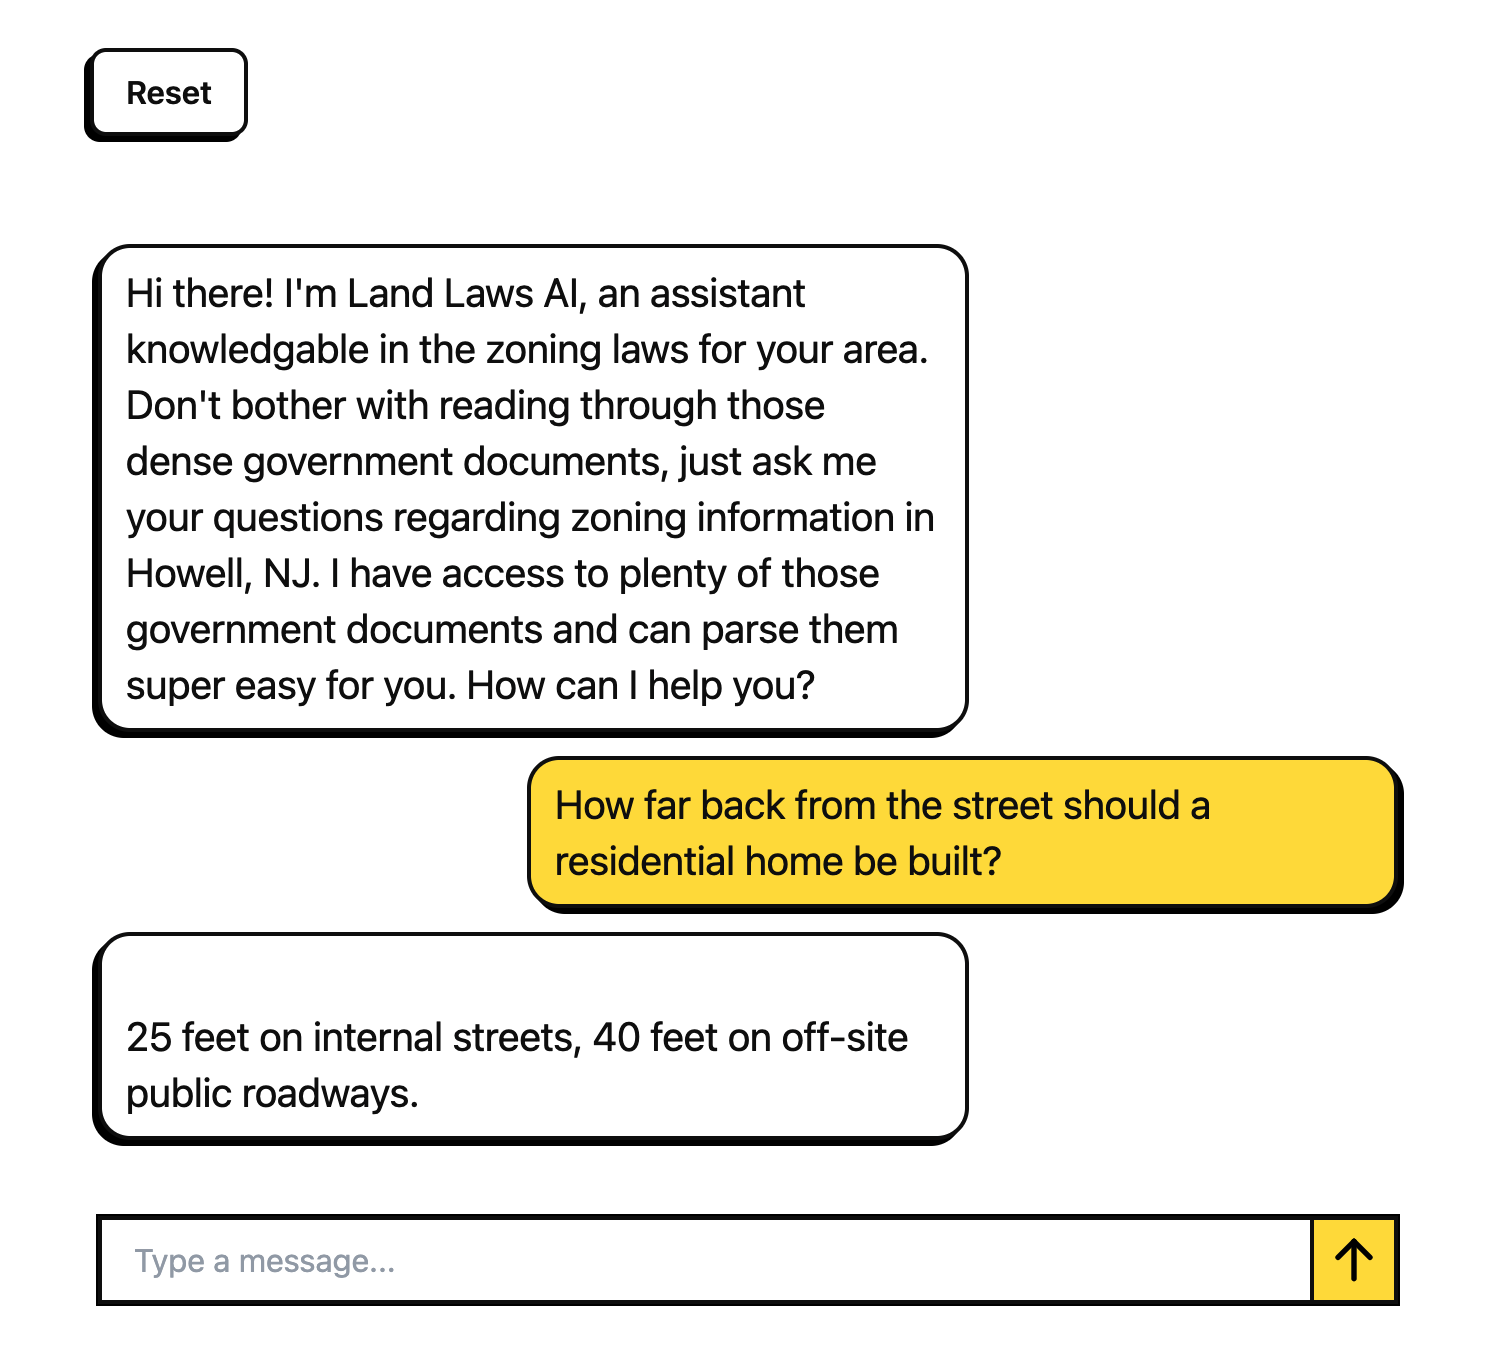 Reset
Hi there! I'm Land Laws AI, an assistant
knowledgable in the zoning laws for your area.
Don't bother with reading through those
dense government documents, just ask me
your questions regarding zoning information in
Howell, NJ. I have access to plenty of those
government documents and can parse them
super easy for you. How can I help you?
How far back from the street should a
residential home be built?
25 feet on internal streets, 40 feet on off-site
public roadways.
Type a message...